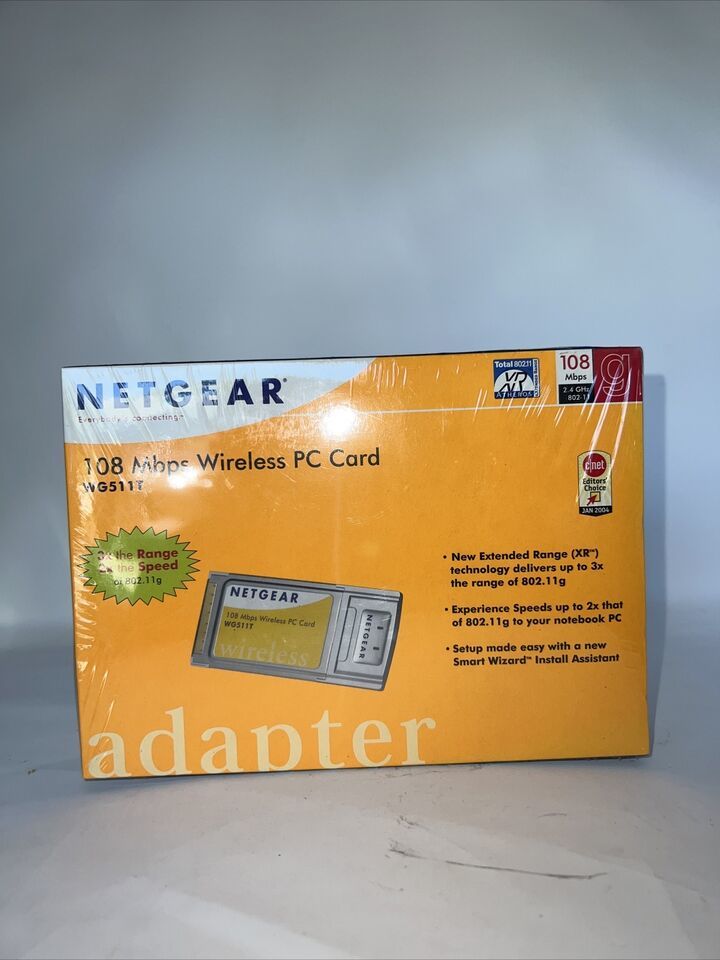 NETGEAR®
Everybody's connecting.®
Total 802.11
ATHEROS
108
Mbps
2.4 GHz
802.11
g
108 Mbps Wireless PC Card
WG511T
c|net
Editors'
Choice
JAN 2004
3x the Range
2x the Speed
of 802.11g
• New Extended Range (XR™)
technology delivers up to 3x
the range of 802.11g
• Experience Speeds up to 2x that
of 802.11g to your notebook PC
• Setup made easy with a new
Smart Wizard™ Install Assistant
NETGEAR
108 Mbps Wireless PC Card
WG511T
wireless
NETGEAR
adapter